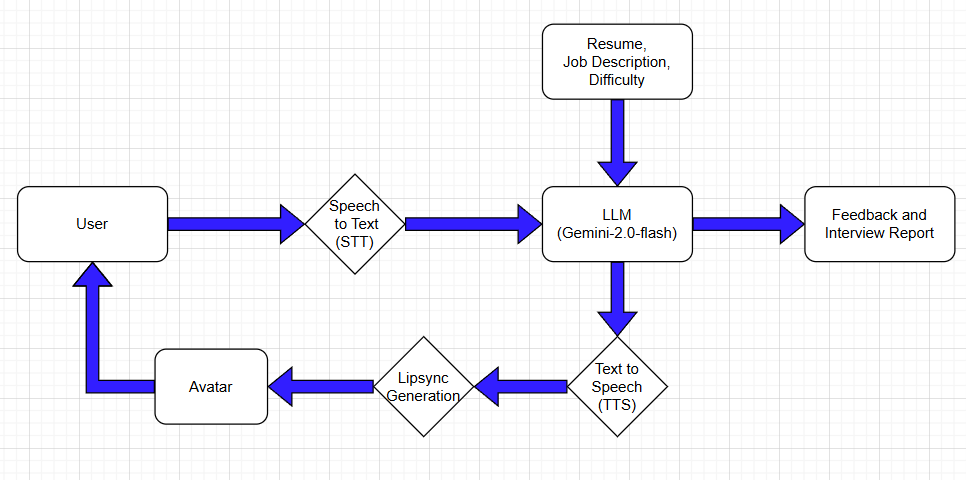 Resume,
Job Description,
Difficulty
User
Speech
to Text
(STT)
LLM
(Gemini-2.0-flash)
Feedback and
Interview Report
Avatar
Lipsync
Generation
Text to
Speech
(TTS)